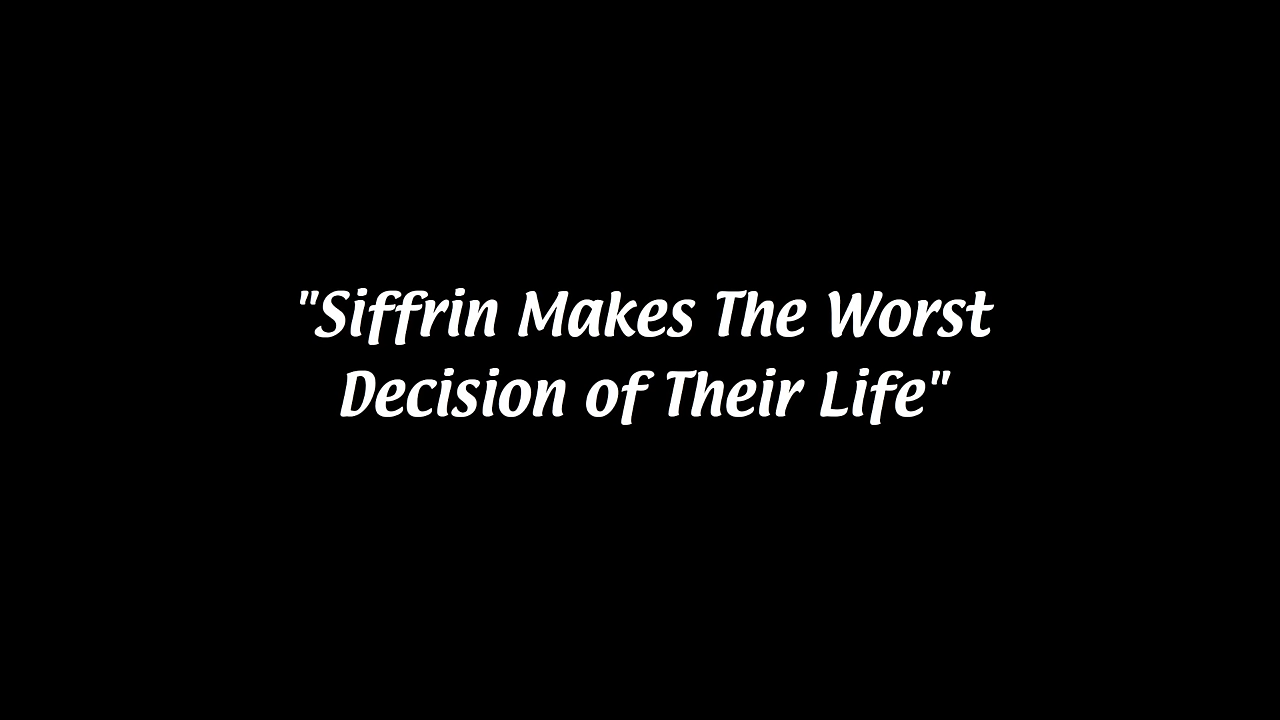 "Siffrin Makes The Worst
Decision of Their Life"